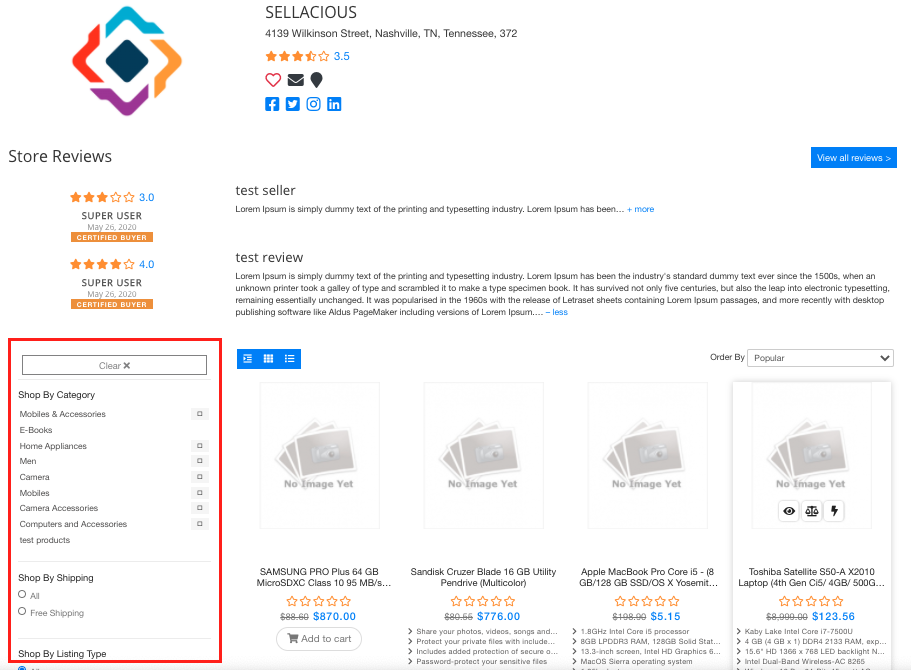 SELLACIOUS
4139 Wilkinson Street, Nashville, TN, Tennessee, 372
3.5
Store Reviews
View all reviews >
3.0
SUPER USER
May 26, 2020
CERTIFIED BUYER
test seller
Lorem Ipsum is simply dummy text of the printing and typesetting industry. Lorem Ipsum has been... + more
4.0
SUPER USER
May 26, 2020
CERTIFIED BUYER
test review
Lorem Ipsum is simply dummy text of the printing and typesetting industry. Lorem Ipsum has been the industry's standard dummy text ever since the 1500s, when an
unknown printer took a galley of type and scrambled it to make a type specimen book. It has survived not only five centuries, but also the leap into electronic typesetting,
remaining essentially unchanged. It was popularised in the 1960s with the release of Letraset sheets containing Lorem Ipsum passages, and more recently with desktop
publishing software like Aldus PageMaker including versions of Lorem Ipsum.... – less
Clear ✖
Shop By Category
Mobiles & Accessories
E-Books
Home Appliances
Men
Camera
Mobiles
Camera Accessories
Computers and Accessories
test products
Shop By Shipping
All
Free Shipping
Shop By Listing Type
Order By Popular
No Image Yet
No Image Yet
No Image Yet
No Image Yet
SAMSUNG PRO Plus 64 GB
MicroSDXC Class 10 95 MB/s...
$88.60 $870.00
Add to cart
Sandisk Cruzer Blade 16 GB Utility
Pendrive (Multicolor)
$80.55 $776.00
Share your photos, videos, songs and...
Protect your private files with include...
Includes added protection of secure o...
Password-protect your sensitive files
Apple MacBook Pro Core i5 - (8
GB/128 GB SSD/OS X Yosemit...
$198.90 $5.15
1.8GHz Intel Core i5 processor
8GB LPDDR3 RAM, 128GB Solid Stat...
13.3-inch screen, Intel HD Graphics 6...
MacOS Sierra operating system
Toshiba Satellite S50-A X2010
Laptop (4th Gen Ci5/ 4GB/ 500G...
$8,999.00 $123.56
Kaby Lake Intel Core i7-7500U
4 GB (4 GB x 1) DDR4 2133 RAM, exp...
15.6" HD 1366 x 768 LED backlight N...
Intel Dual-Band Wireless-AC 8265